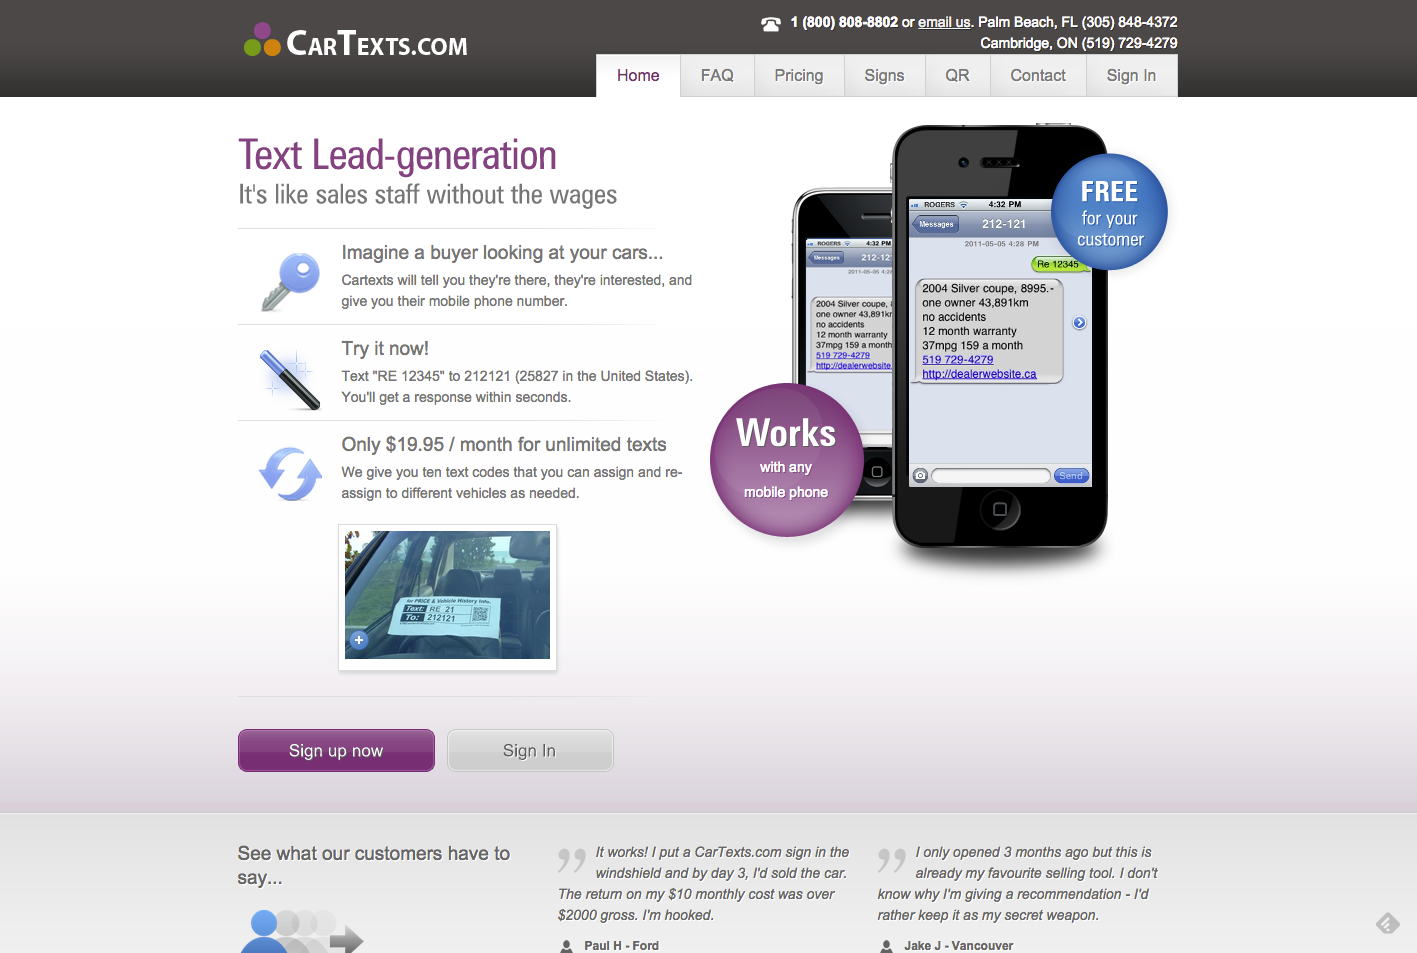 CarTexts.com
1 (800) 808-8802 or email us. Palm Beach, FL (305) 848-4372
Cambridge, ON (519) 729-4279
Home
FAQ
Pricing
Signs
QR
Contact
Sign In
Text Lead-generation
It's like sales staff without the wages
Imagine a buyer looking at your cars...
Cartexts will tell you they're there, they're interested, and
give you their mobile phone number.
Try it now!
Text "RE 12345" to 212121 (25827 in the United States).
You'll get a response within seconds.
Only $19.95 / month for unlimited texts
We give you ten text codes that you can assign and re-
assign to different vehicles as needed.
for PRICE & Vehicle History Info.
Text: RE 21
To: 212121
ROGERS 4:32 PM
Messages 212-12
2011-05-05 4:28
2004 Silver coupe, 8
one owner 43,891km
no accidents
12 month warranty
37mpg 159 a month
519 729-4279
http://dealerwebsite.ca
ROGERS 4:32 PM
Messages 212-121
2011-05-05 4:28 PM
Re 12345
2004 Silver coupe, 8995.-
one owner 43,891km
no accidents
12 month warranty
37mpg 159 a month
519 729-4279
http://dealerwebsite.ca
Send
FREE
for your
customer
Works
with any
mobile phone
Sign up now
Sign In
See what our customers have to
say...
It works! I put a CarTexts.com sign in the
windshield and by day 3, I'd sold the car.
The return on my $10 monthly cost was over
$2000 gross. I'm hooked.
Paul H - Ford
I only opened 3 months ago but this is
already my favourite selling tool. I don't
know why I'm giving a recommendation - I'd
rather keep it as my secret weapon.
Jake J - Vancouver